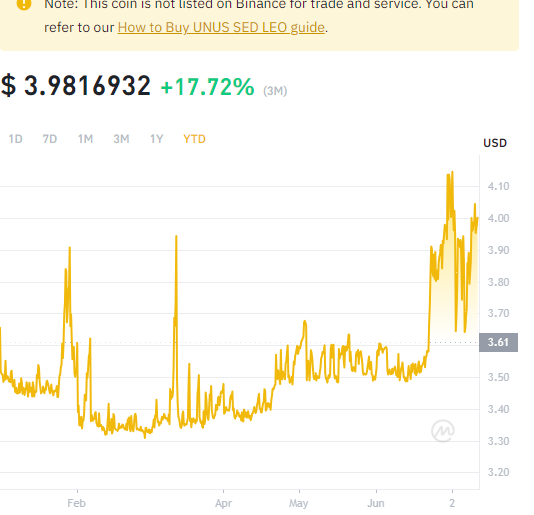 Note: This coin is not listed on Binance for trade and service. You can
refer to our How to Buy UNUS SED LEO guide.
$ 3.9816932 +17.72% (3M)
1D 7D 1M 3M 1Y YTD
USD
4.10
4.00
3.90
3.80
3.70
3.61
3.50
3.40
3.30
3.20
Feb Apr May Jun 2